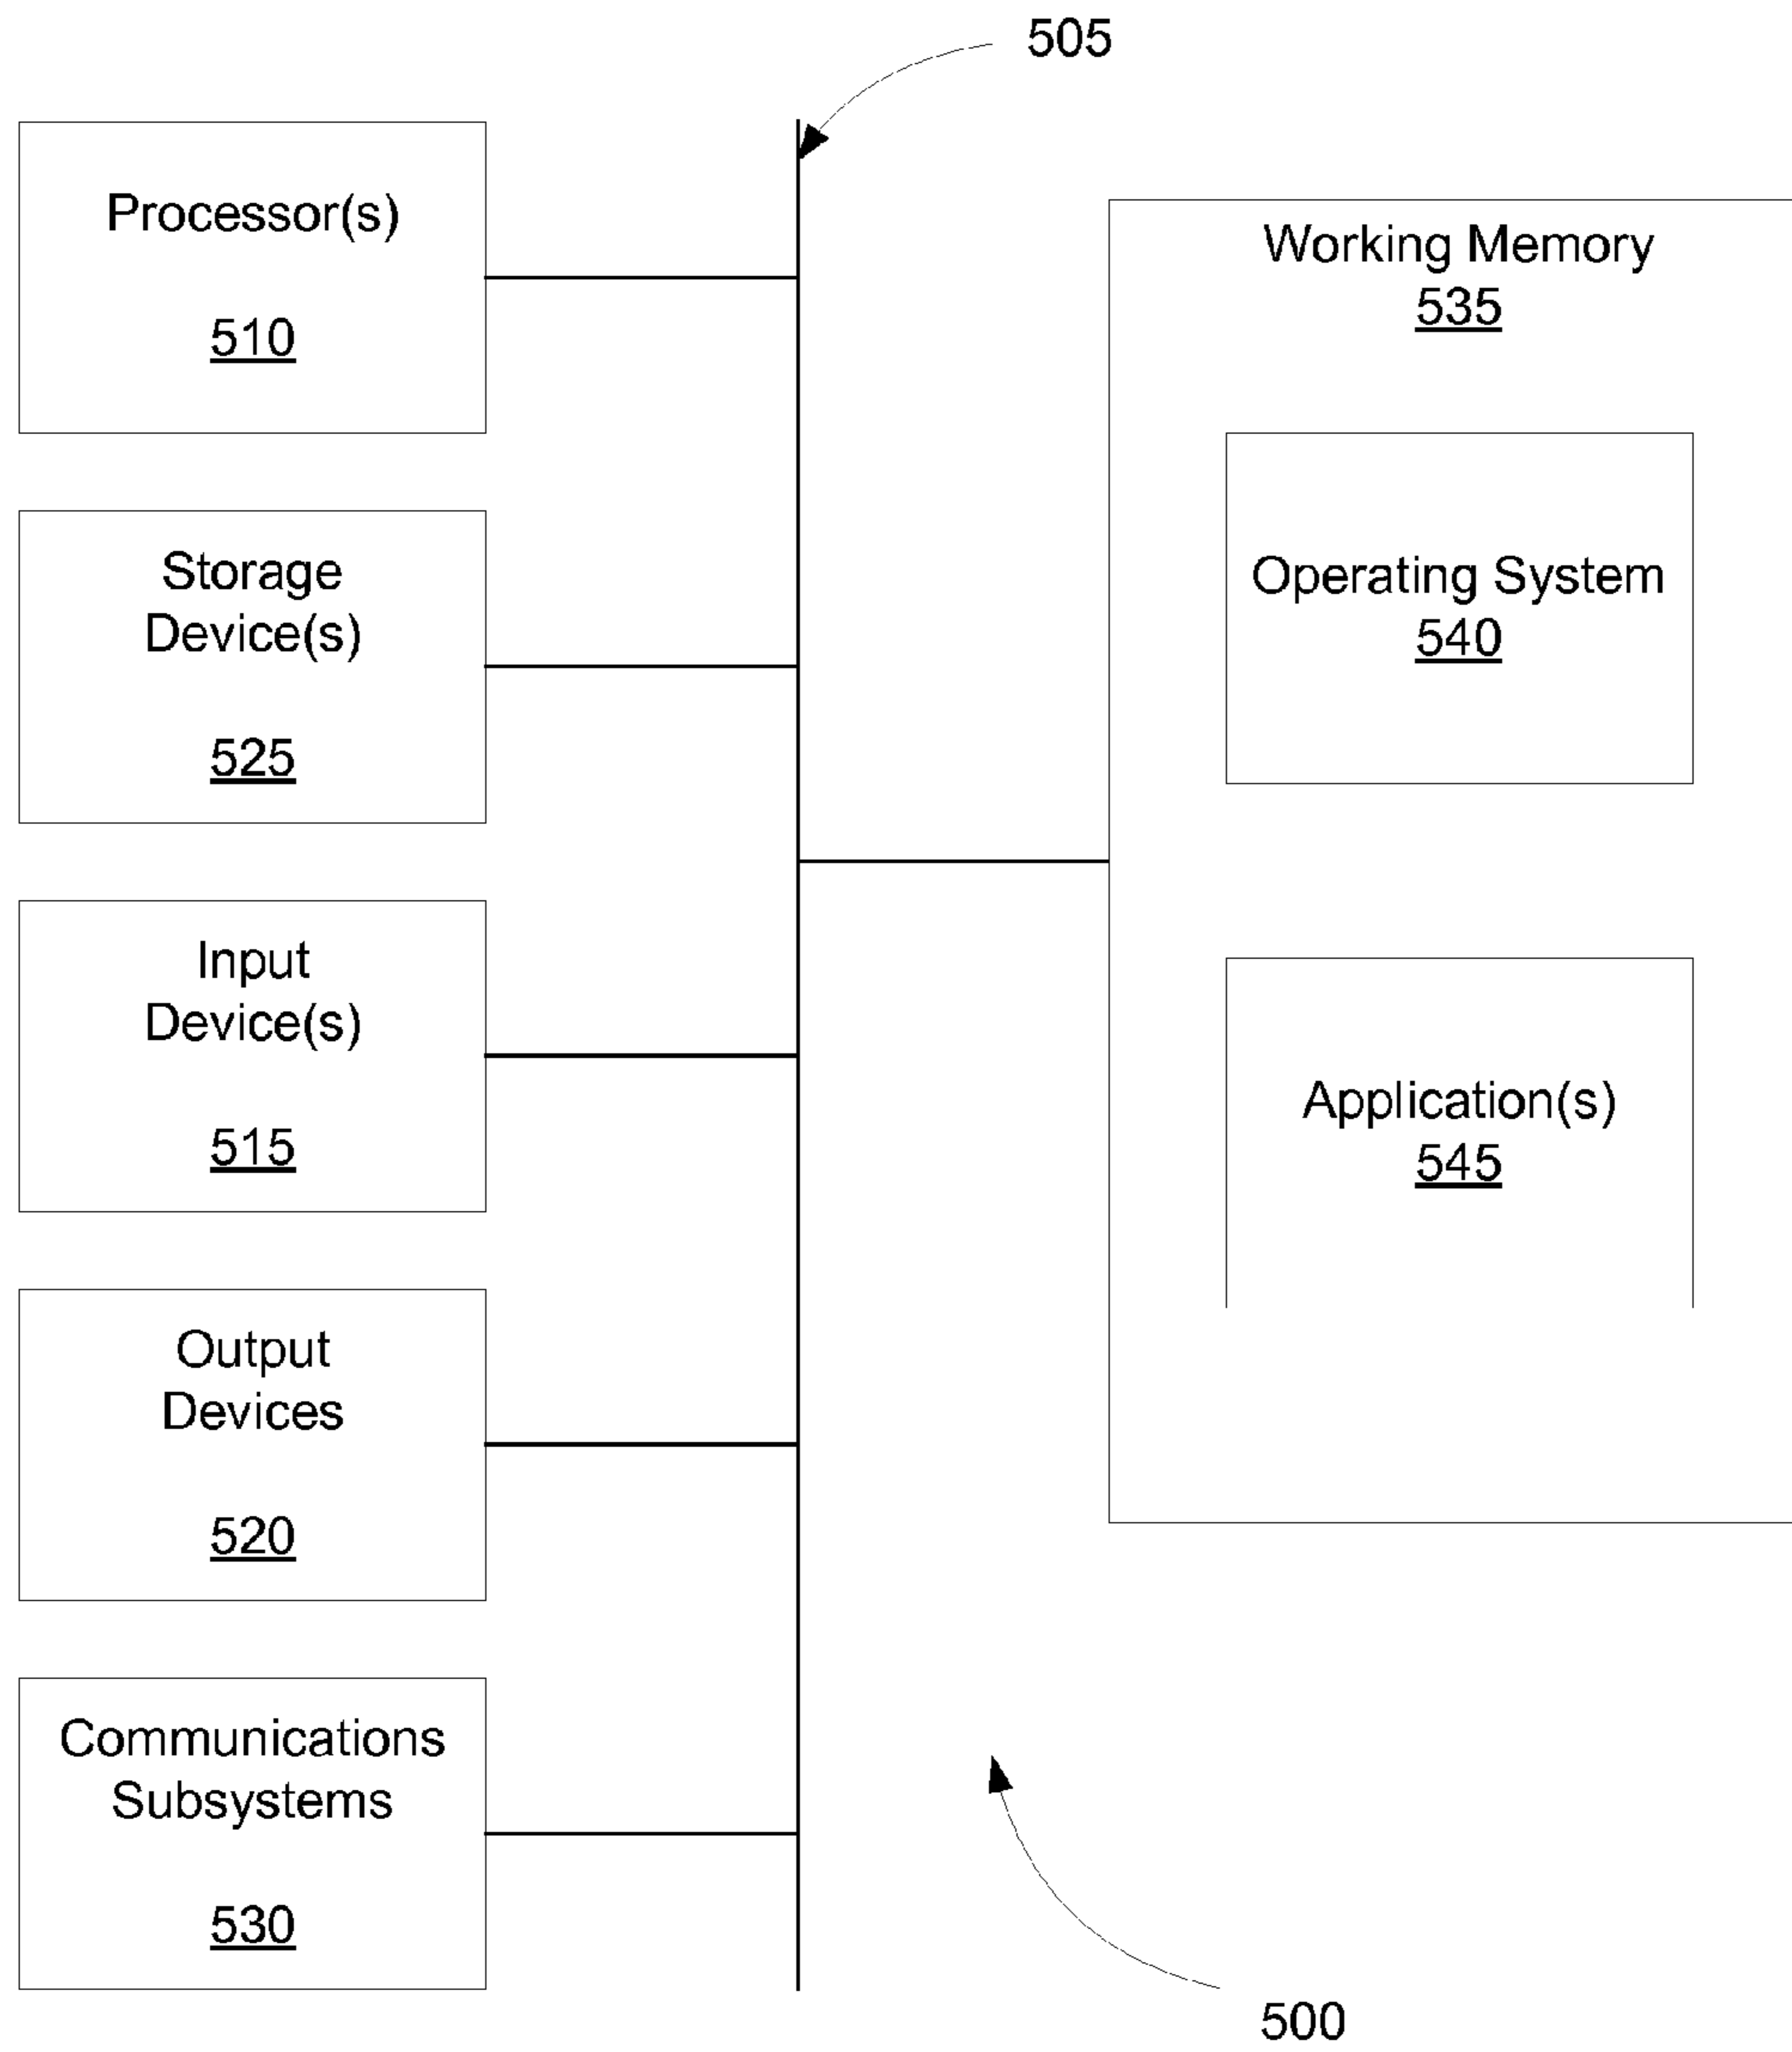 505
Processor(s)
510
Storage
Device(s)
525
Input
Device(s)
515
Output
Devices
520
Communications
Subsystems
530
Working Memory
535
Operating System
540
Application(s)
545
500